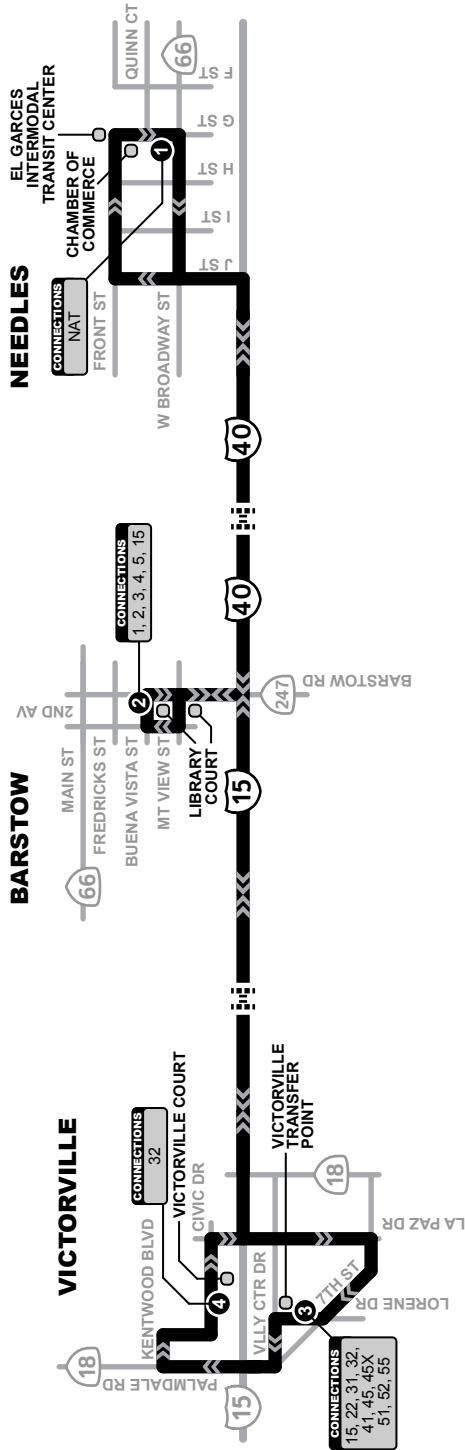 VICTORVILLE
CONNECTIONS
32
VICTORVILLE COURT
KENTWOOD BLVD
CIVIC DR
18
PALMDALE RD
4
15
VLLY CTR DR
VICTORVILLE
TRANSFER
POINT
18
LA PAZ DR
7TH ST
LORENE DR
3
CONNECTIONS
15, 22, 31, 32,
41, 45, 45X
51, 52, 55
BARSTOW
MAIN ST
66
FREDRICKS ST
BUENA VISTA ST
MT VIEW ST
2ND AV
2
CONNECTIONS
1, 2, 3, 4, 5, 15
LIBRARY
COURT
15
247
BARSTOW RD
40
40
NEEDLES
CONNECTIONS
NAT
EL GARCES
INTERMODAL
TRANSIT CENTER
CHAMBER OF
COMMERCE
1
FRONT ST
W BROADWAY ST
QUINN CT
66
F ST
G ST
H ST
I ST
J ST